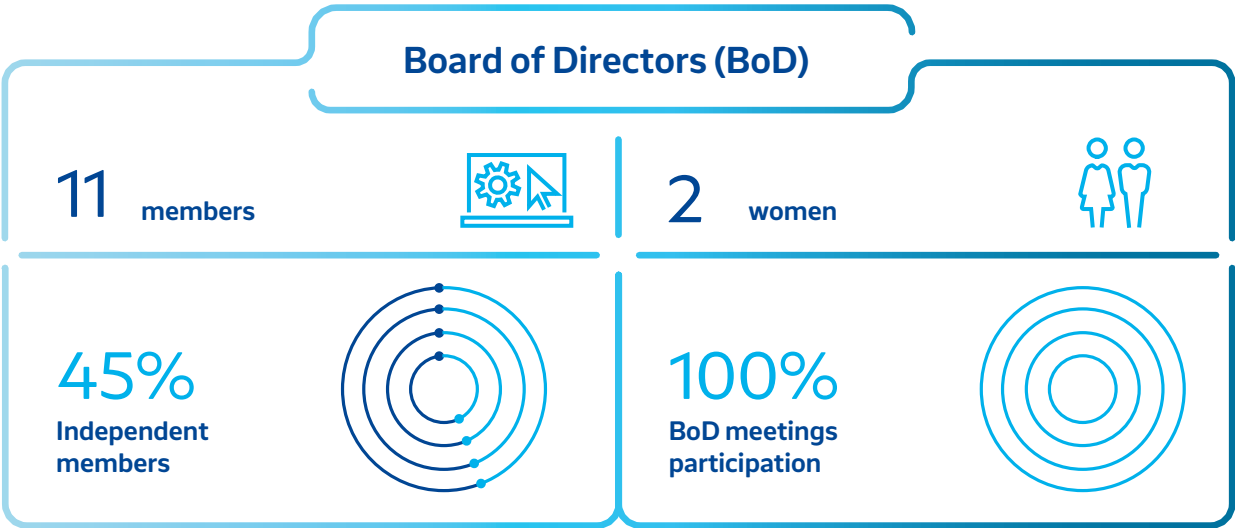 Board of Directors (BoD)
11 members
2 women
45%
Independent
members
100%
BoD meetings
participation